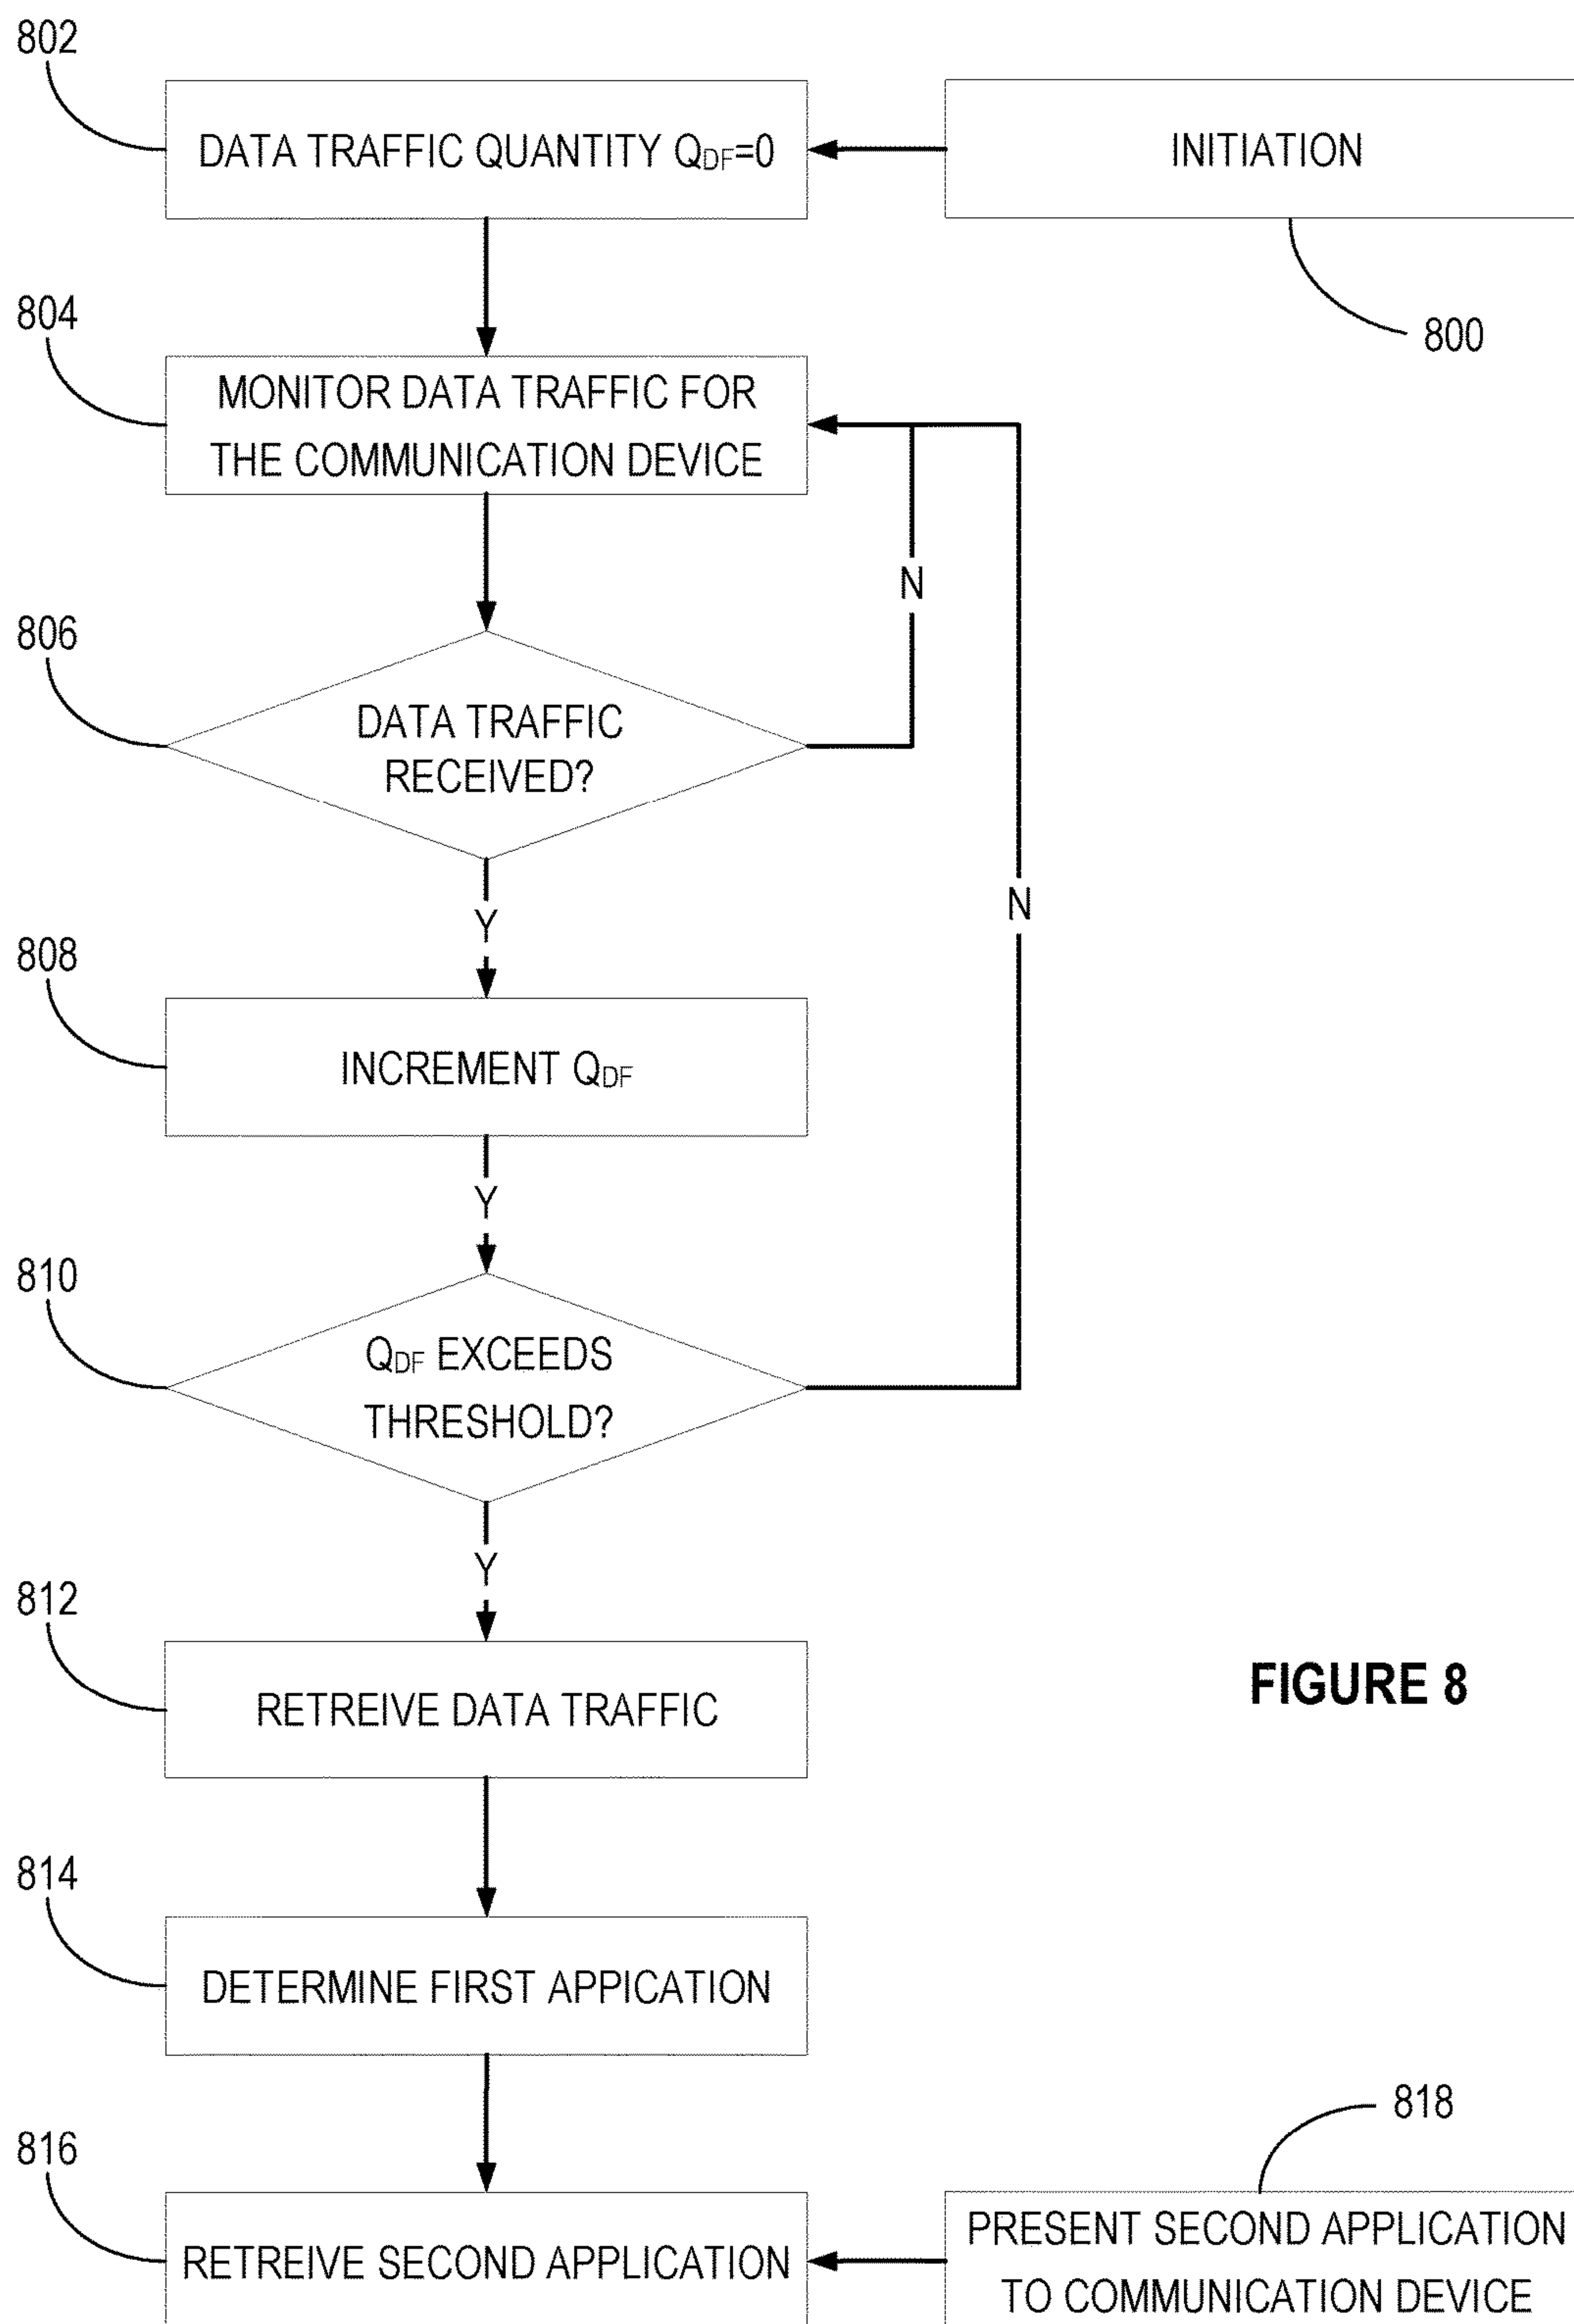 802
DATA TRAFFIC QUANTITY QDF=0
INITIATION
800
804
MONITOR DATA TRAFFIC FOR
THE COMMUNICATION DEVICE
N
806
DATA TRAFFIC
RECEIVED?
N
Y
808
INCREMENT QDF
Y
810
QDF EXCEEDS
THRESHOLD?
Y
812
RETREIVE DATA TRAFFIC
FIGURE 8
814
DETERMINE FIRST APPICATION
818
816
RETREIVE SECOND APPLICATION
PRESENT SECOND APPLICATION
TO COMMUNICATION DEVICE